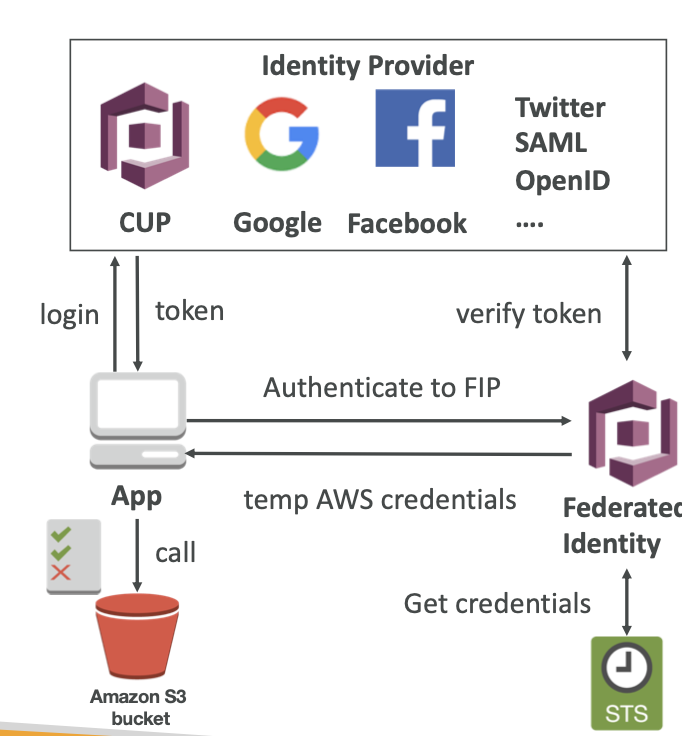 Identity Provider
Twitter
SAML
OpenID
....
CUP
Google
Facebook
login
token
verify token
Authenticate to FIP
temp AWS credentials
App
Federated
Identity
call
Get credentials
Amazon S3
bucket
STS